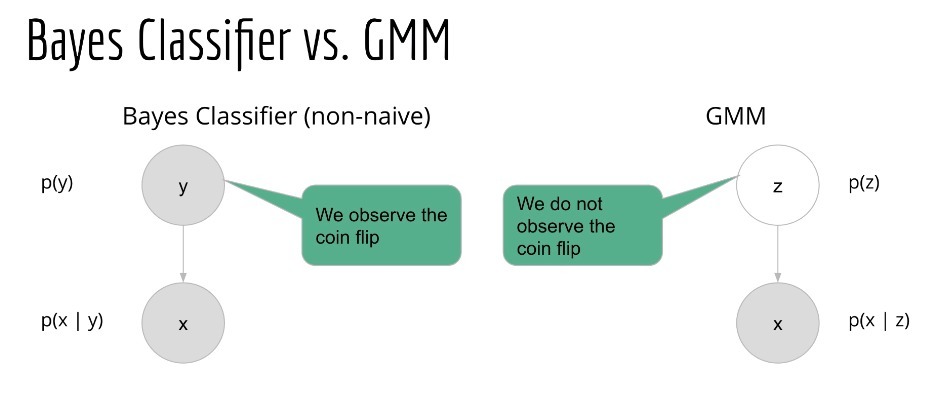 Bayes Classifier vs. GMM
Bayes Classifier (non-naive)
GMM
p(y)
y
We observe the
coin flip
We do not
observe the
coin flip
z
p(z)
p(x | y)
x
x
p(x | z)